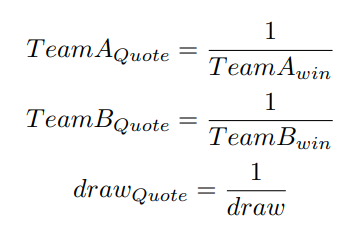 TeamA_Quote = 1/TeamA_win
TeamB_Quote = 1/TeamB_win
draw_Quote = 1/draw